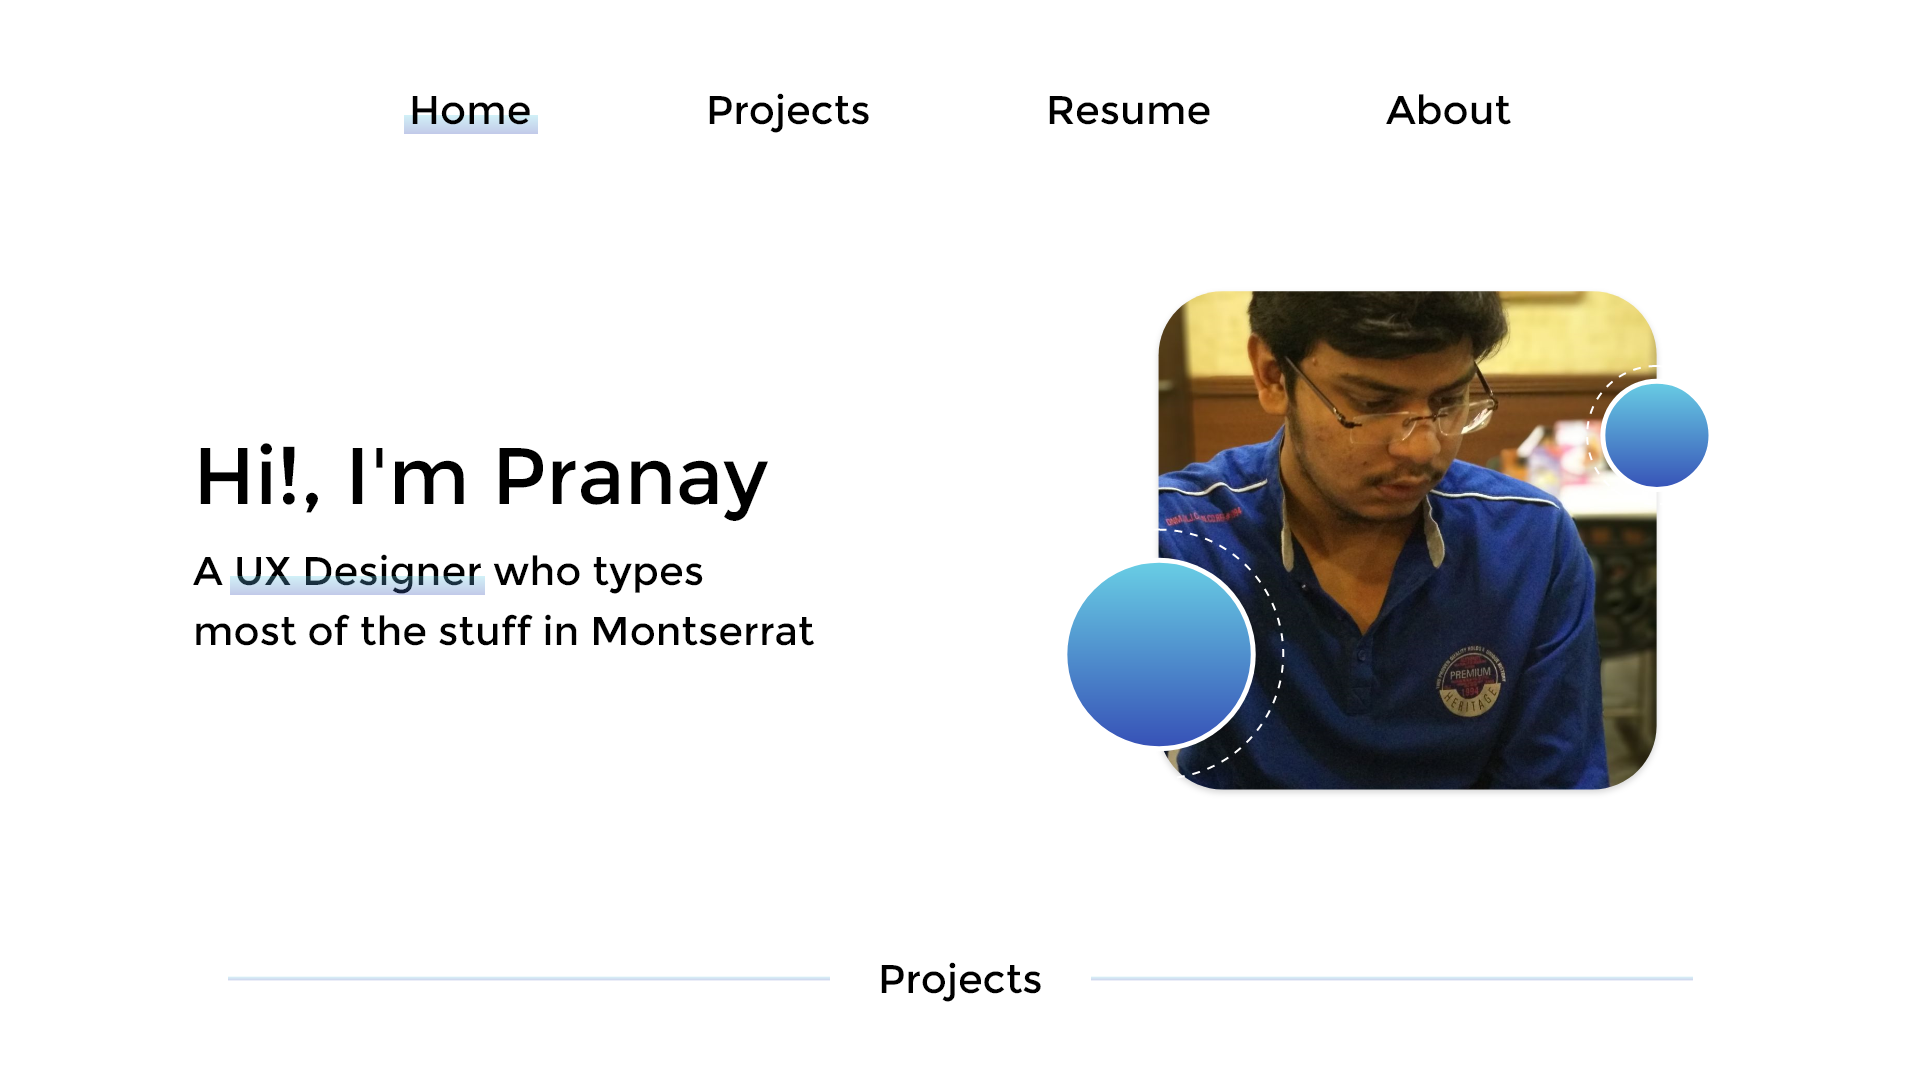 Home Projects Resume About
Hi!, I'm Pranay
A UX Designer who types
most of the stuff in Montserrat
PREMIUM
1994
HERITAGE
Projects